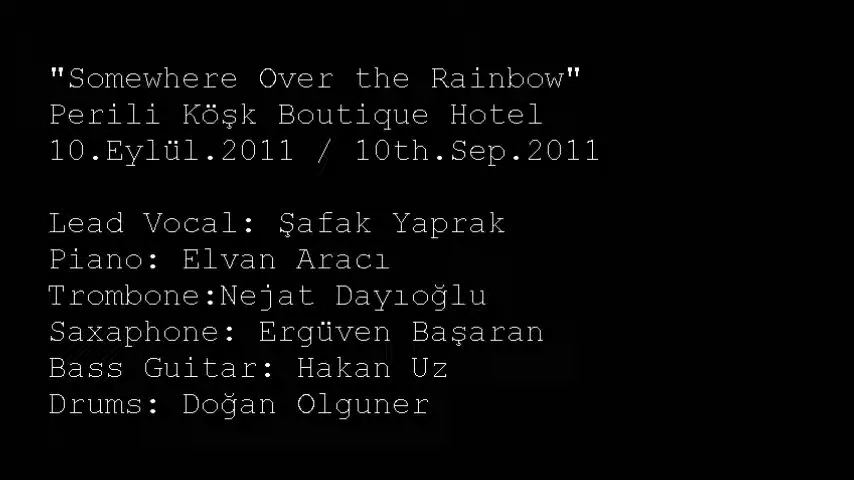 "Somewhere Over the Rainbow"
Perili Köşk Boutique Hotel
10.Eylül.2011 / 10th.Sep.2011
Lead Vocal: Şafak Yaprak
Piano: Elvan Aracı
Trombone:Nejat Dayıoğlu
Saxaphone: Ergüven Başaran
Bass Guitar: Hakan Uz
Drums: Doğan Olguner